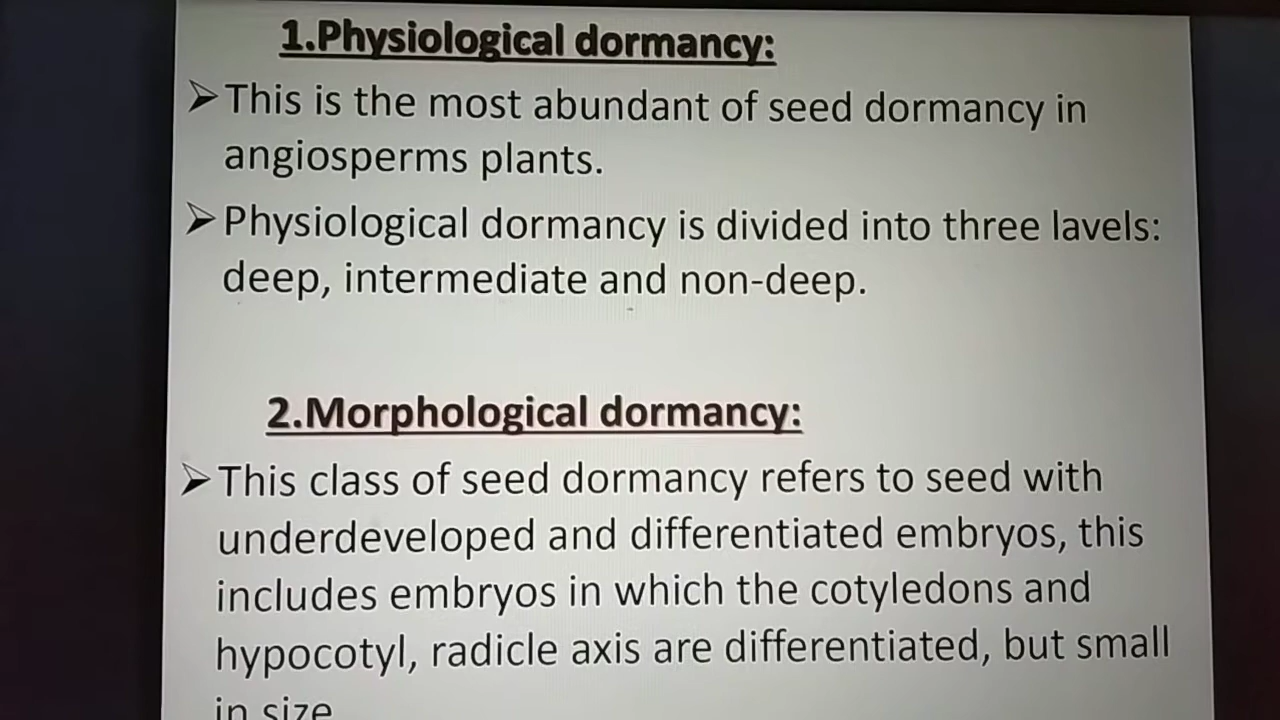 1.Physiological dormancy:
➢This is the most abundant of seed dormancy in
angiosperms plants.
➢Physiological dormancy is divided into three lavels:
deep, intermediate and non-deep.
2.Morphological dormancy:
➢This class of seed dormancy refers to seed with
underdeveloped and differentiated embryos, this
includes embryos in which the cotyledons and
hypocotyl, radicle axis are differentiated, but small
in size